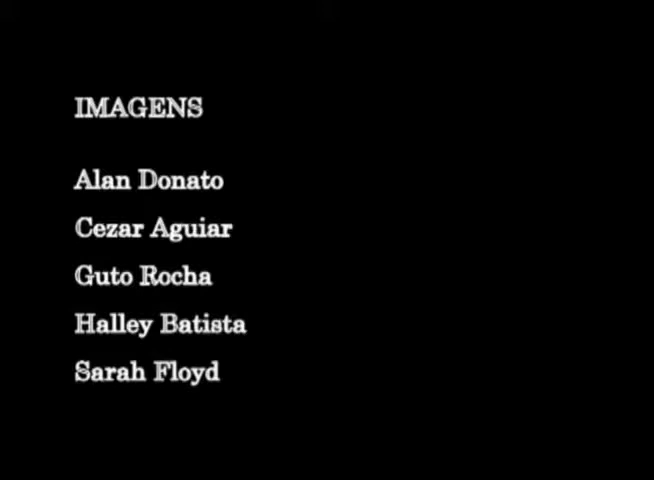 IMAGENS
Alan Donato
Cezar Aguiar
Guto Rocha
Halley Batista
Sarah Floyd